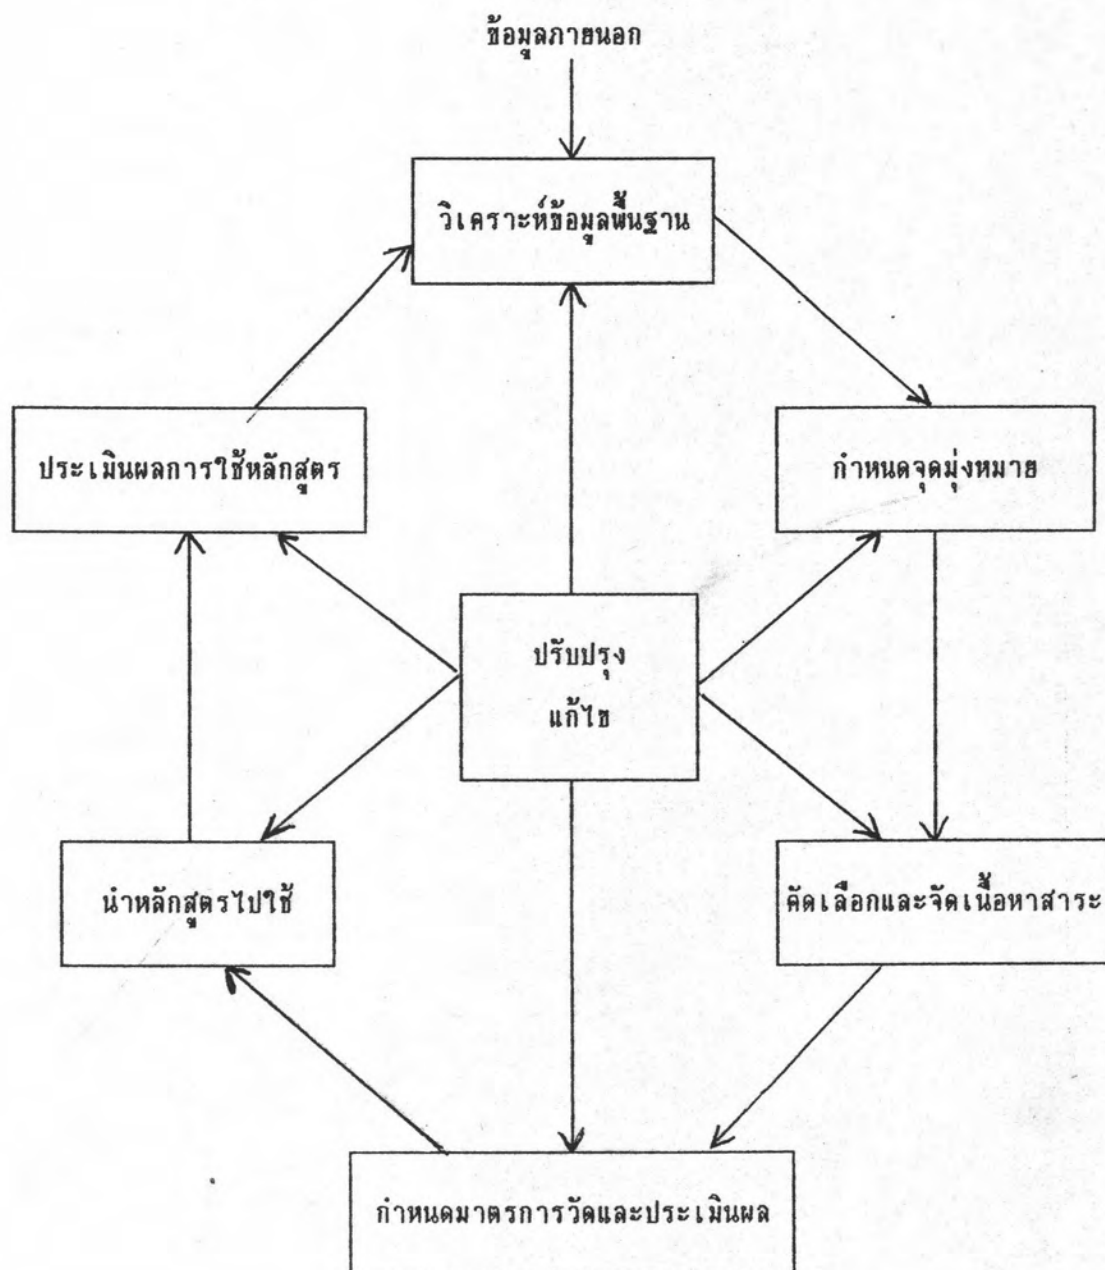 ข้อมูลภายนอก
วิเคราะห์ข้อมูลพื้นฐาน
ประเมินผลการใช้หลักสูตร
กำหนดจุดมุ่งหมาย
ปรับปรุง
แก้ไข
นำหลักสูตรไปใช้
คัดเลือกและจัดเนื้อหาสาระ
กำหนดมาตรการวัดและประเมินผล